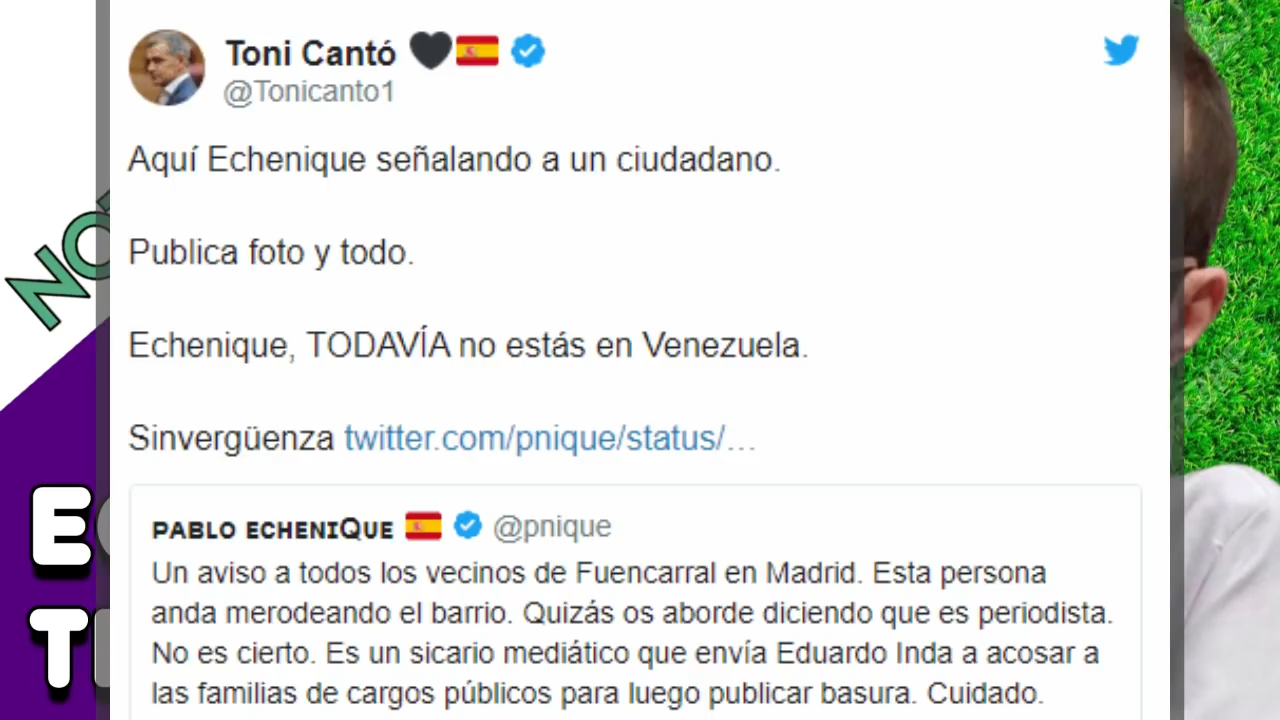 Toni Cantó
@Tonicanto1
Aquí Echenique señalando a un ciudadano.
Publica foto y todo.
Echenique, TODAVÍA no estás en Venezuela.
Sinvergüenza twitter.com/pnique/status/…
PABLO ECHENIQUE @pnique
Un aviso a todos los vecinos de Fuencarral en Madrid. Esta persona
anda merodeando el barrio. Quizás os aborde diciendo que es periodista.
No es cierto. Es un sicario mediático que envía Eduardo Inda a acosar a
las familias de cargos públicos para luego publicar basura. Cuidado.